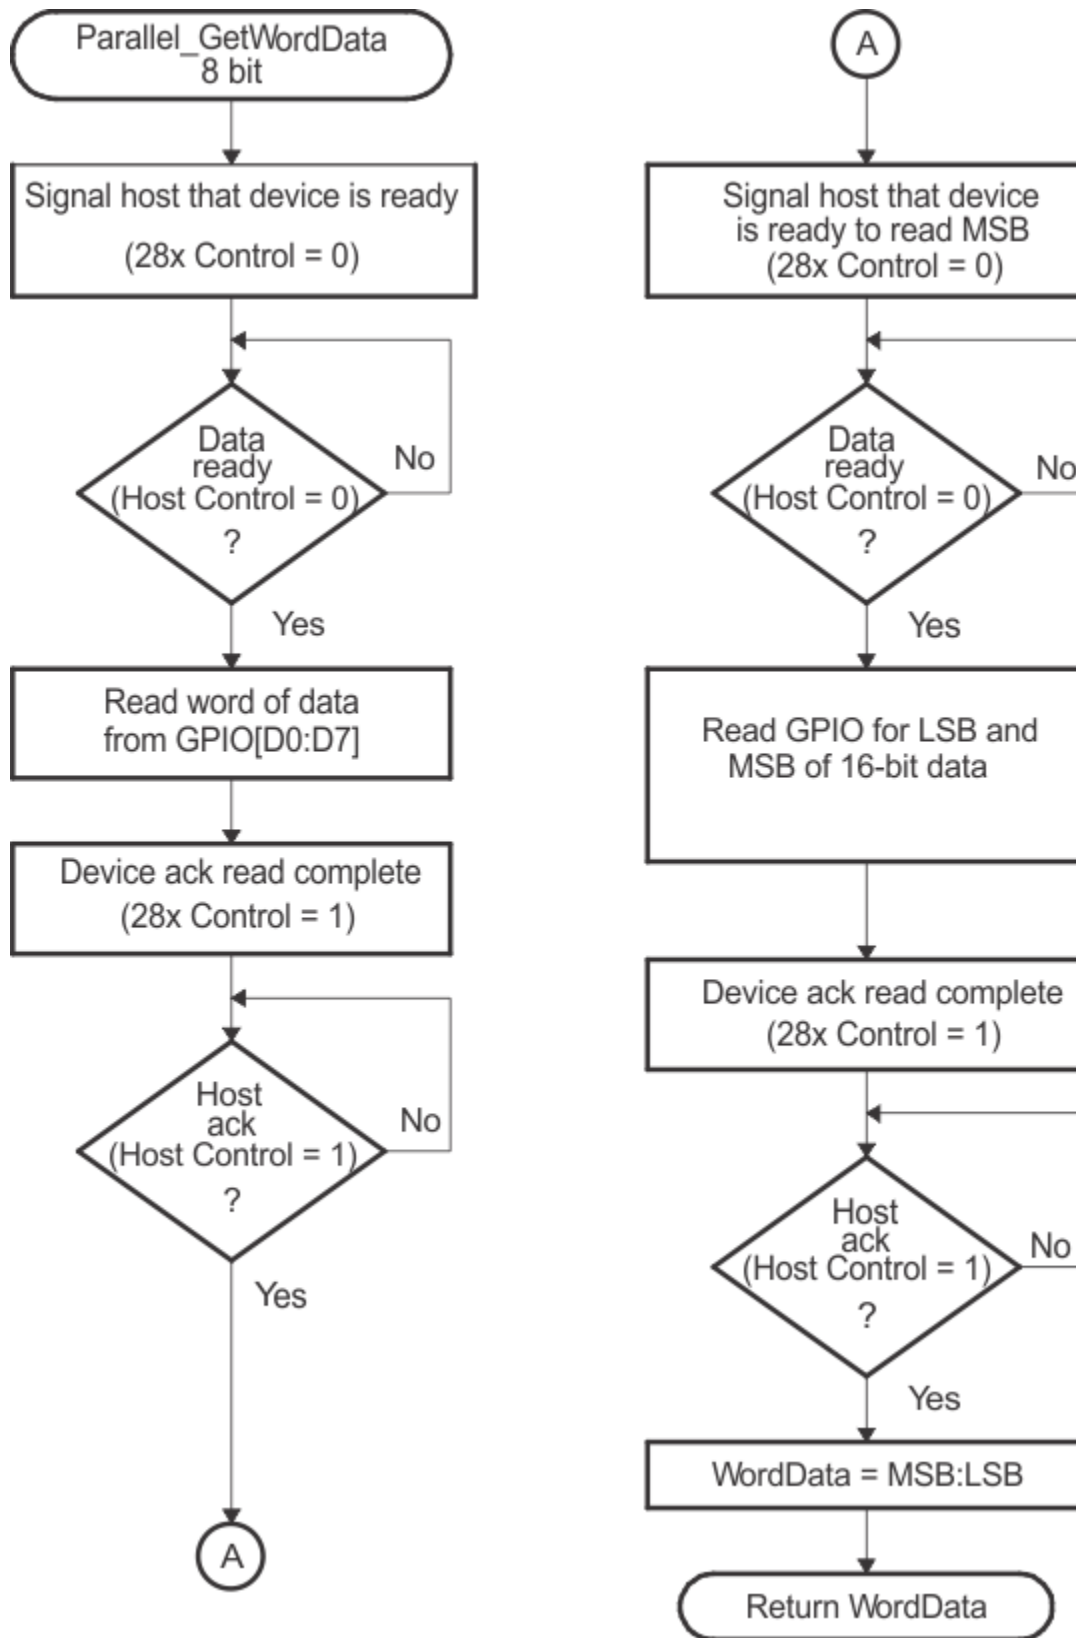 Parallel_GetWordData
8 bit
Signal host that device is ready
(28x Control = 0)
Data
ready
(Host Control = 0)
?
No
Yes
Read word of data
from GPIO[D0:D7]
Device ack read complete
(28x Control = 1)
Host
ack
(Host Control = 1)
?
No
Yes
A
A
Signal host that device
is ready to read MSB
(28x Control = 0)
Data
ready
(Host Control = 0)
?
No
Yes
Read GPIO for LSB and
MSB of 16-bit data
Device ack read complete
(28x Control = 1)
Host
ack
(Host Control = 1)
?
No
Yes
WordData = MSB:LSB
Return WordData